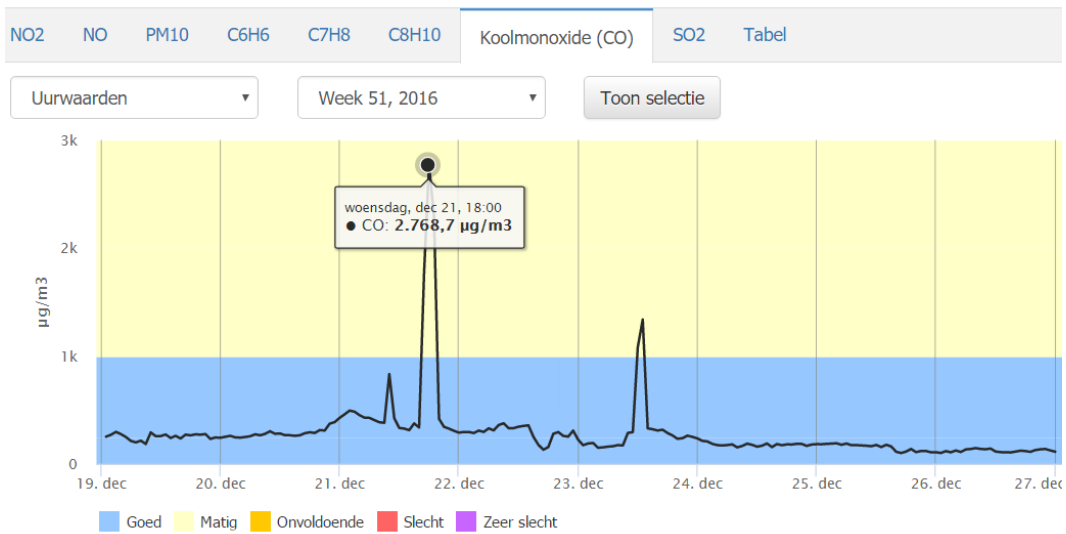 NO2 NO PM10 C6H6 C7H8 C8H10 Koolmonoxide (CO) SO2 Tabel
Uurwaarden Week 51, 2016 Toon selectie
3k
woensdag, dec 21, 18:00
● CO: 2.768,7 µg/m3
2k
µg/m3
1k
0
19. dec 20. dec 21. dec 22. dec 23. dec 24. dec 25. dec 26. dec 27. dec
Goed Matig Onvoldoende Slecht Zeer slecht